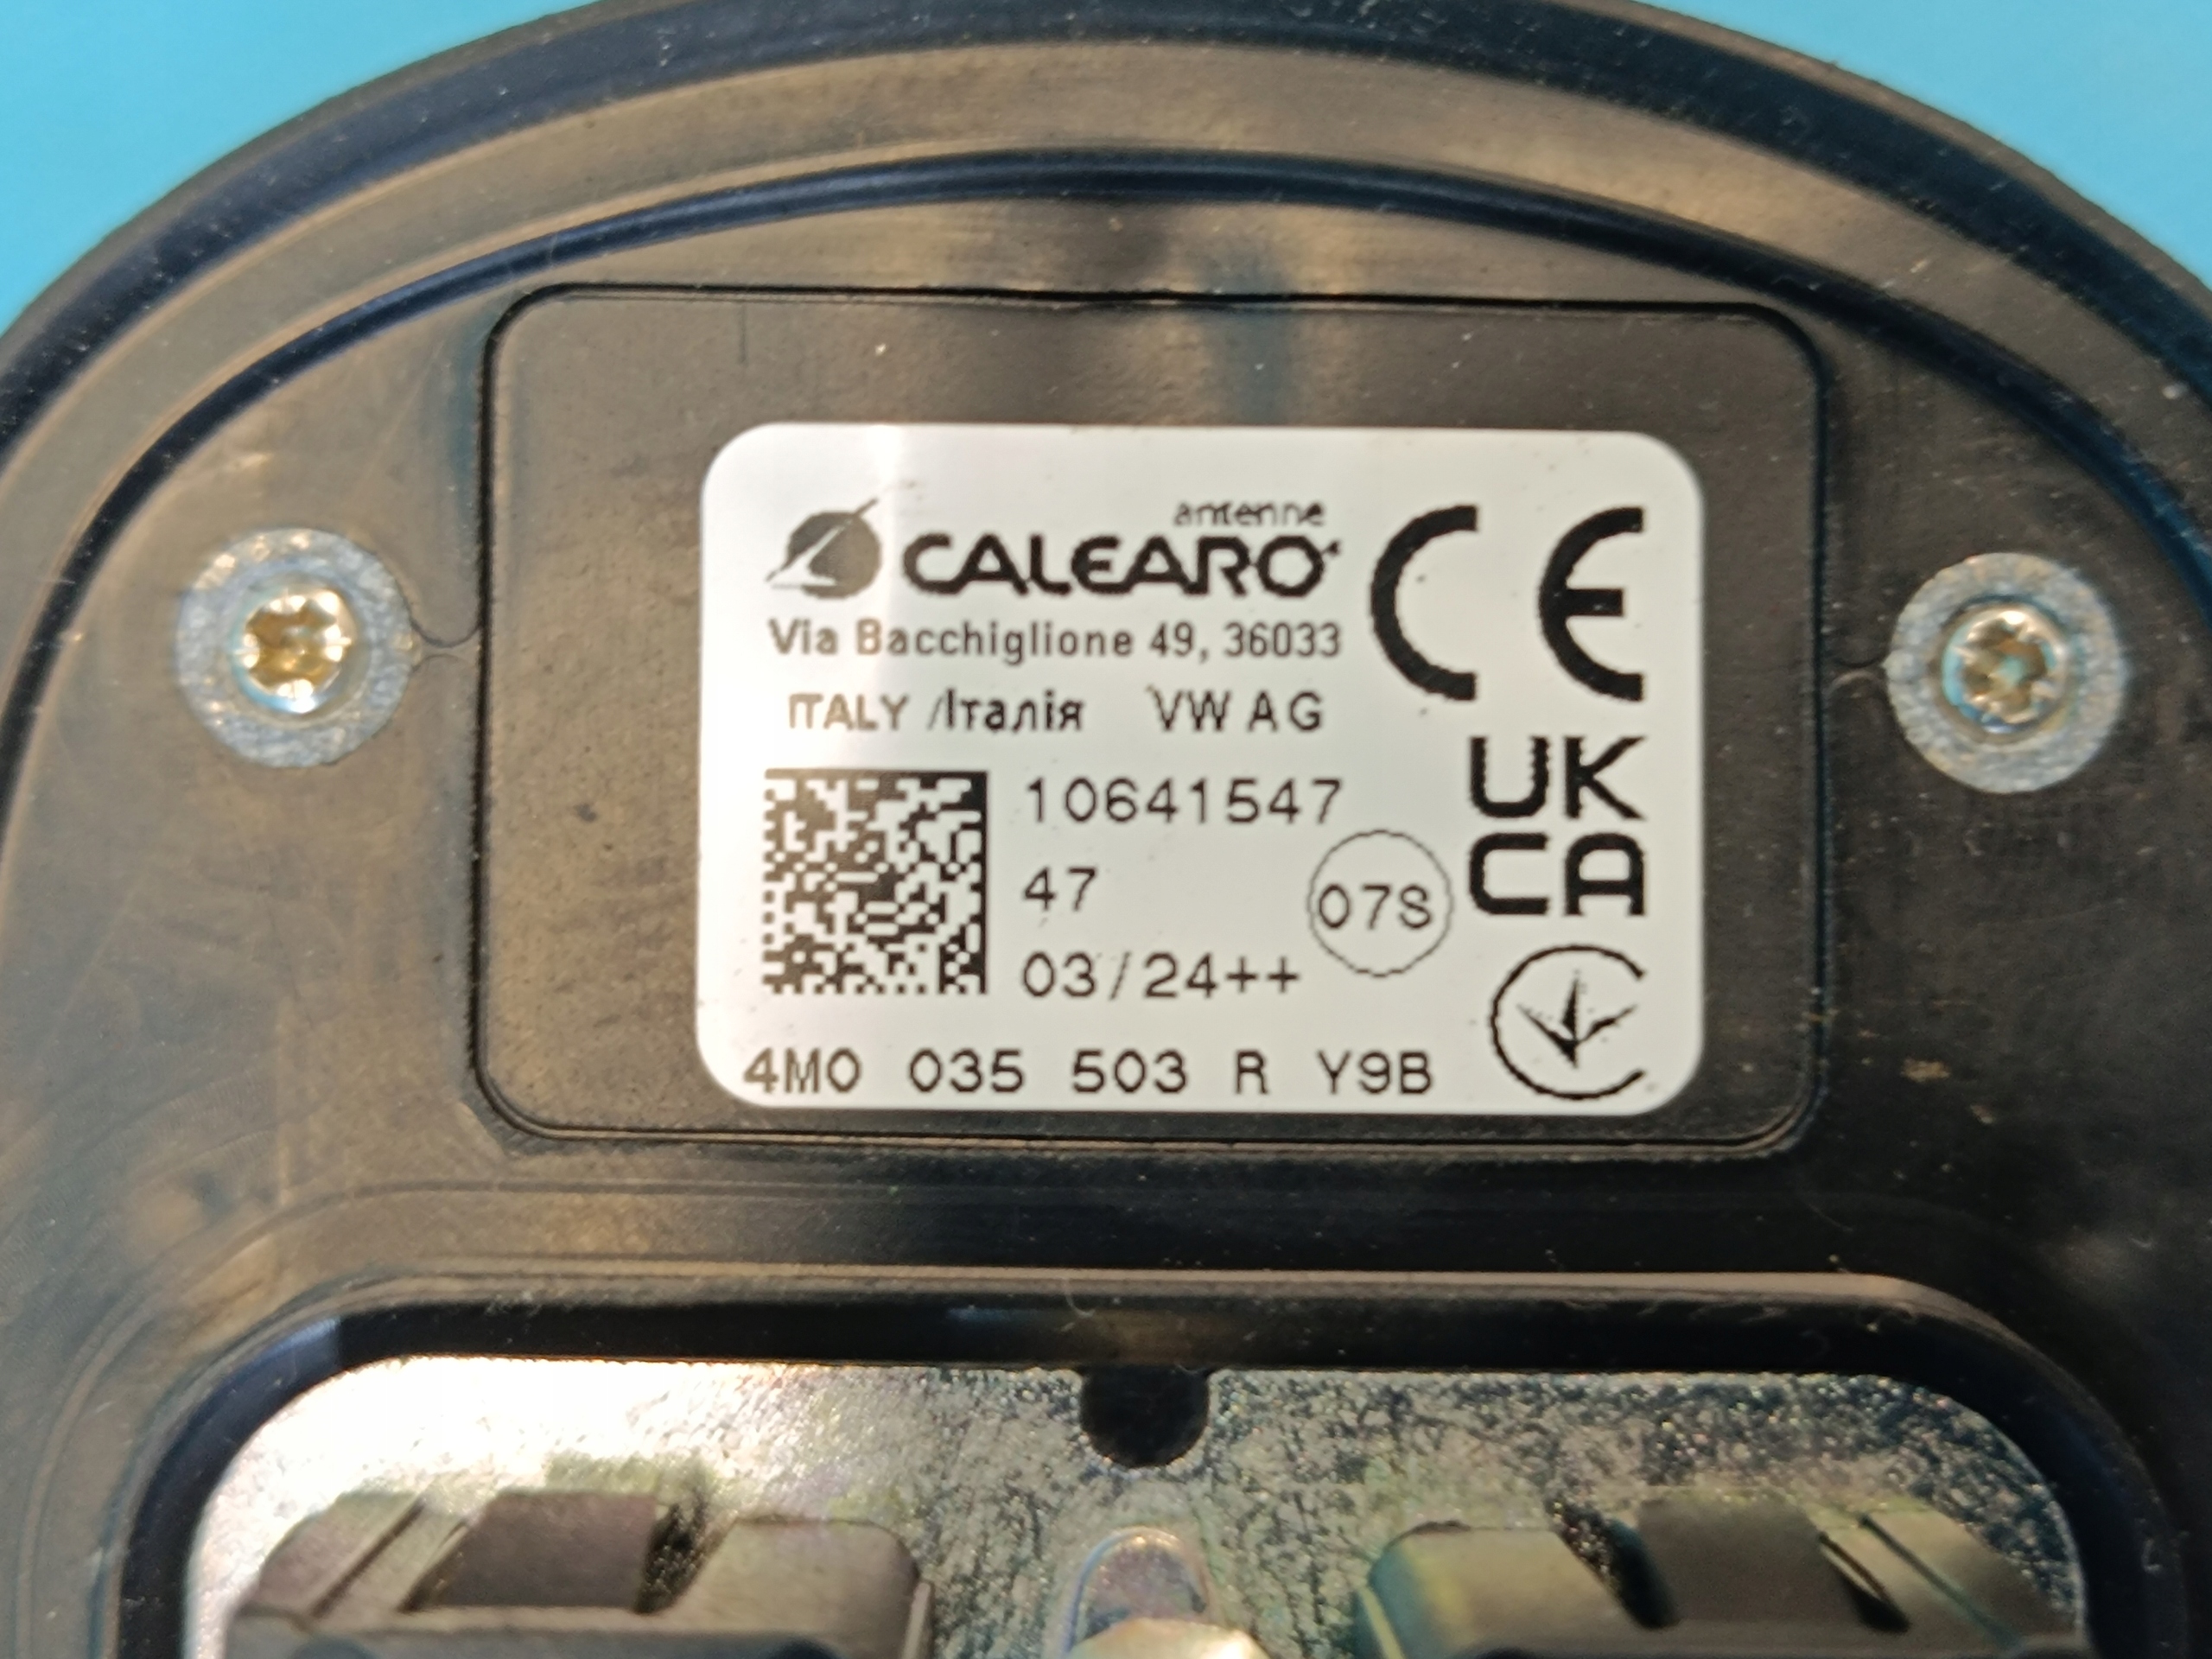 antenne
CALEARO
Via Bacchiglione 49, 36033
ITALY /Італія VW AG
CE
10641547
47
07S
03/24++
UK
CA
4M0 035 503 R Y9B